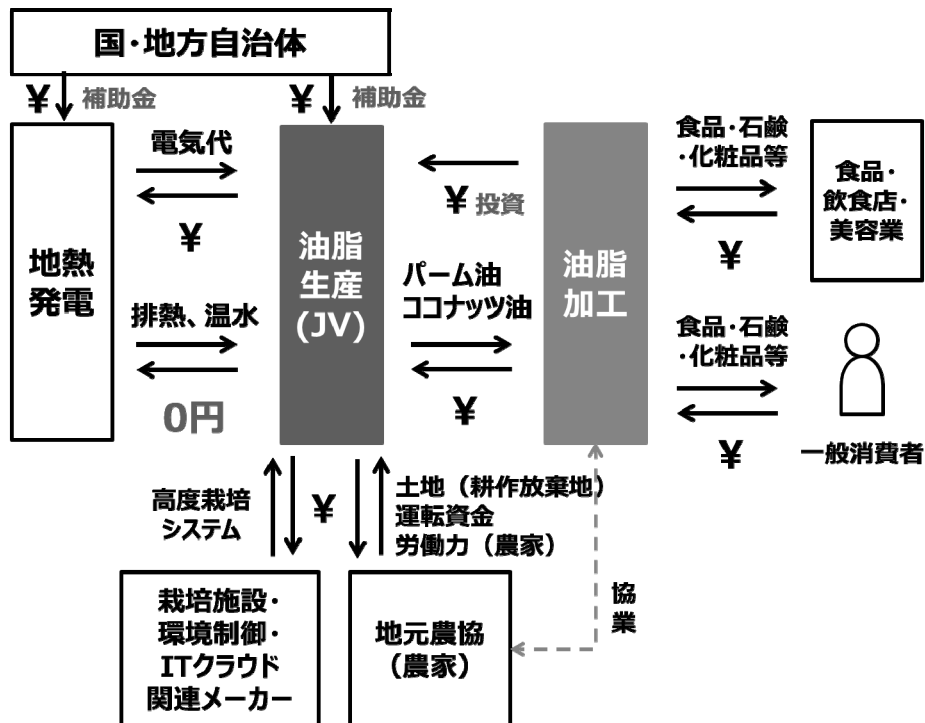 国・地方自治体
¥
補助金
¥
補助金
地熱
発電
電気代
¥
排熱、温水
0円
油脂
生産
(JV)
¥ 投資
パーム油
ココナッツ油
¥
油脂
加工
食品・石鹸
・化粧品等
¥
食品・
飲食店・
美容業
食品・石鹸
・化粧品等
¥
一般消費者
高度栽培
システム
¥
土地（耕作放棄地）
運転資金
労働力（農家）
栽培施設・
環境制御・
ITクラウド
関連メーカー
地元農協
（農家）
協
業